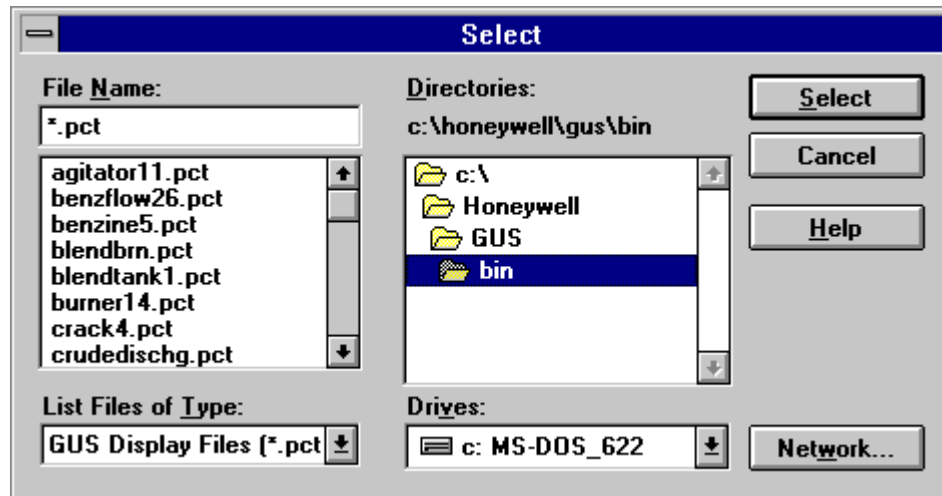 Select
File Name:
*.pct
agitator11.pct
benzflow26.pct
benzine5.pct
blendbrn.pct
blendtank1.pct
burner14.pct
crack4.pct
crudedischg.pct
List Files of Type:
GUS Display Files (*.pct
Directories:
c:\honeywell\gus\bin
c:\
Honeywell
GUS
bin
Drives:
c: MS-DOS_622
Select
Cancel
Help
Network...